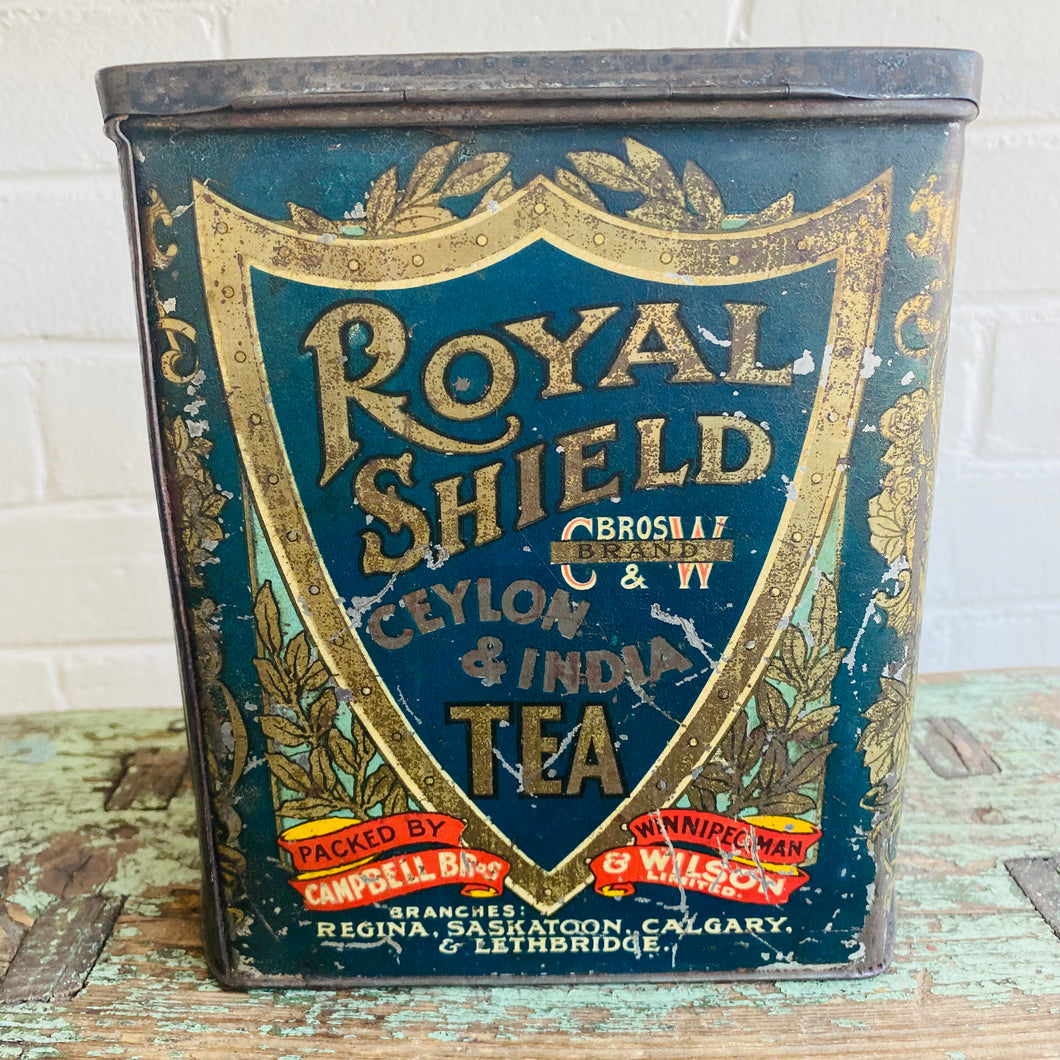 ROYAL
SHIELD
C BROS & W
BRAND
CEYLON
& INDIA
TEA
PACKED BY
CAMPBELL BROS
WINNIPEG MAN
& WILSON
LIMITED.
BRANCHES:
REGINA, SASKATOON, CALGARY,
& LETHBRIDGE.